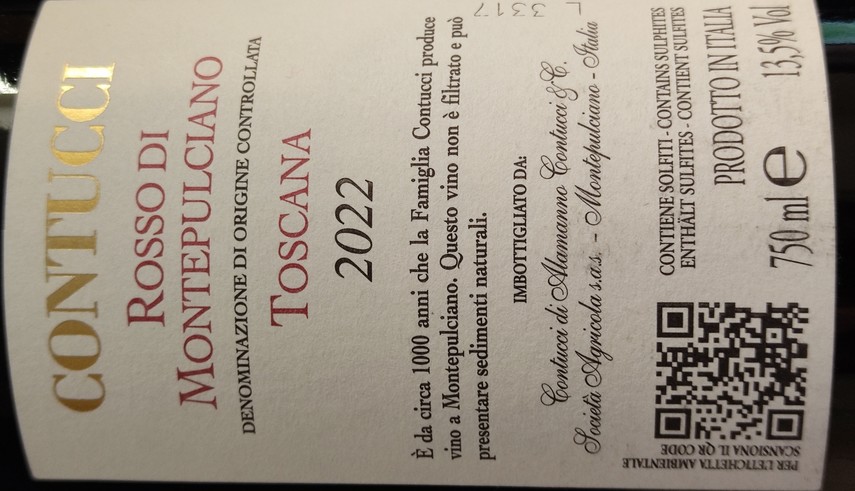 CONTUCCI
ROSSO DI
MONTEPULCIANO
DENOMINAZIONE DI ORIGINE CONTROLLATA
TOSCANA
2022
È da circa 1000 anni che la Famiglia Contucci produce
vino a Montepulciano. Questo vino non è filtrato e può
presentare sedimenti naturali.
IMBOTTIGLIATO DA:
Contucci di Alamanno Contucci & C.
Società Agricola s.a.s. - Montepulciano - Italia
L 3317
PER L'ETICHETTA AMBIENTALE
SCANSIONA IL QR CODE
CONTIENE SOLFITI - CONTAINS SULPHITES
ENTHÄLT SULFITES - CONTIENT SULFITES
PRODOTTO IN ITALIA
750 ml e 13,5% Vol